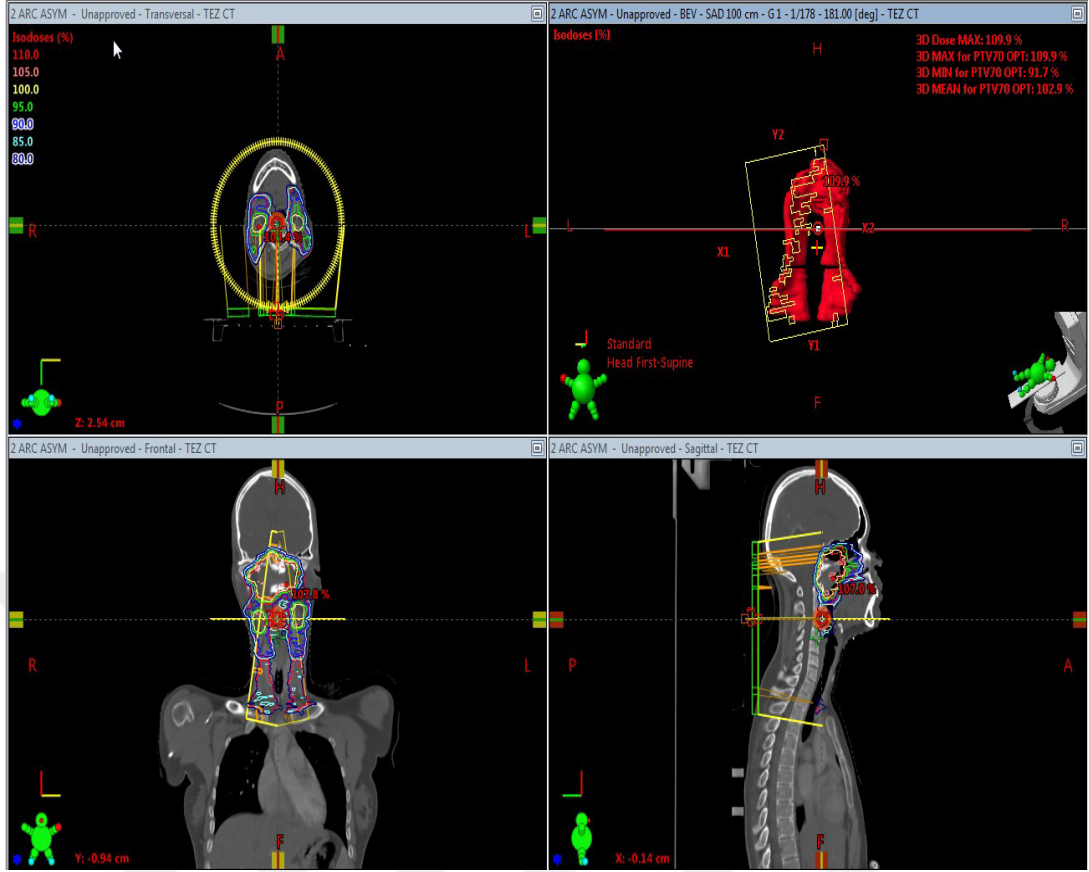 2 ARC ASYM - Unapproved - Transversal - TEZ CT
Isodoses (%)
110.0
105.0
100.0
95.0
90.0
85.0
80.0
A
R
L
P
Z: 2.54 cm
2 ARC ASYM - Unapproved - BEV - SAD 100 cm - G 1 - 1/178 - 181.00 [deg] - TEZ CT
Isodoses (%)
3D Dose MAX: 109.9 %
3D MAX for PTV70 OPT: 109.9 %
3D MIN for PTV70 OPT: 91.7 %
3D MEAN for PTV70 OPT: 102.9 %
H
Y2
109.9 %
L
X2
R
X1
Y1
Standard
Head First-Supine
F
2 ARC ASYM - Unapproved - Frontal - TEZ CT
H
107.8 %
R
L
F
Y: -0.94 cm
2 ARC ASYM - Unapproved - Sagittal - TEZ CT
H
107.0 %
P
A
F
X: -0.14 cm